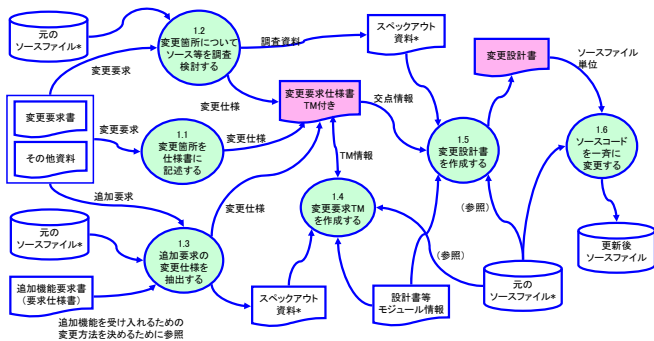 元の
ソースファイル*
1.2
変更箇所について
ソース等を調査
検討する
調査資料
スペックアウト
資料*
変更設計書
ソースファイル
単位
変更要求
変更仕様
変更要求仕様書
TM付き
交点情報
変更要求書
その他資料
変更要求
1.1
変更箇所を
仕様書に
記述する
変更仕様
1.5
変更設計書
を作成する
1.6
ソースコード
を一斉に
変更する
TM情報
追加要求
変更仕様
1.4
変更要求TM
を作成する
(参照)
元の
ソースファイル*
1.3
追加要求の
変更仕様を
抽出する
(参照)
更新後
ソースファイル
追加機能要求書
(要求仕様書)
スペックアウト
資料*
設計書等
モジュール情報
元の
ソースファイル*
追加機能を受け入れるための
変更方法を決めるために参照